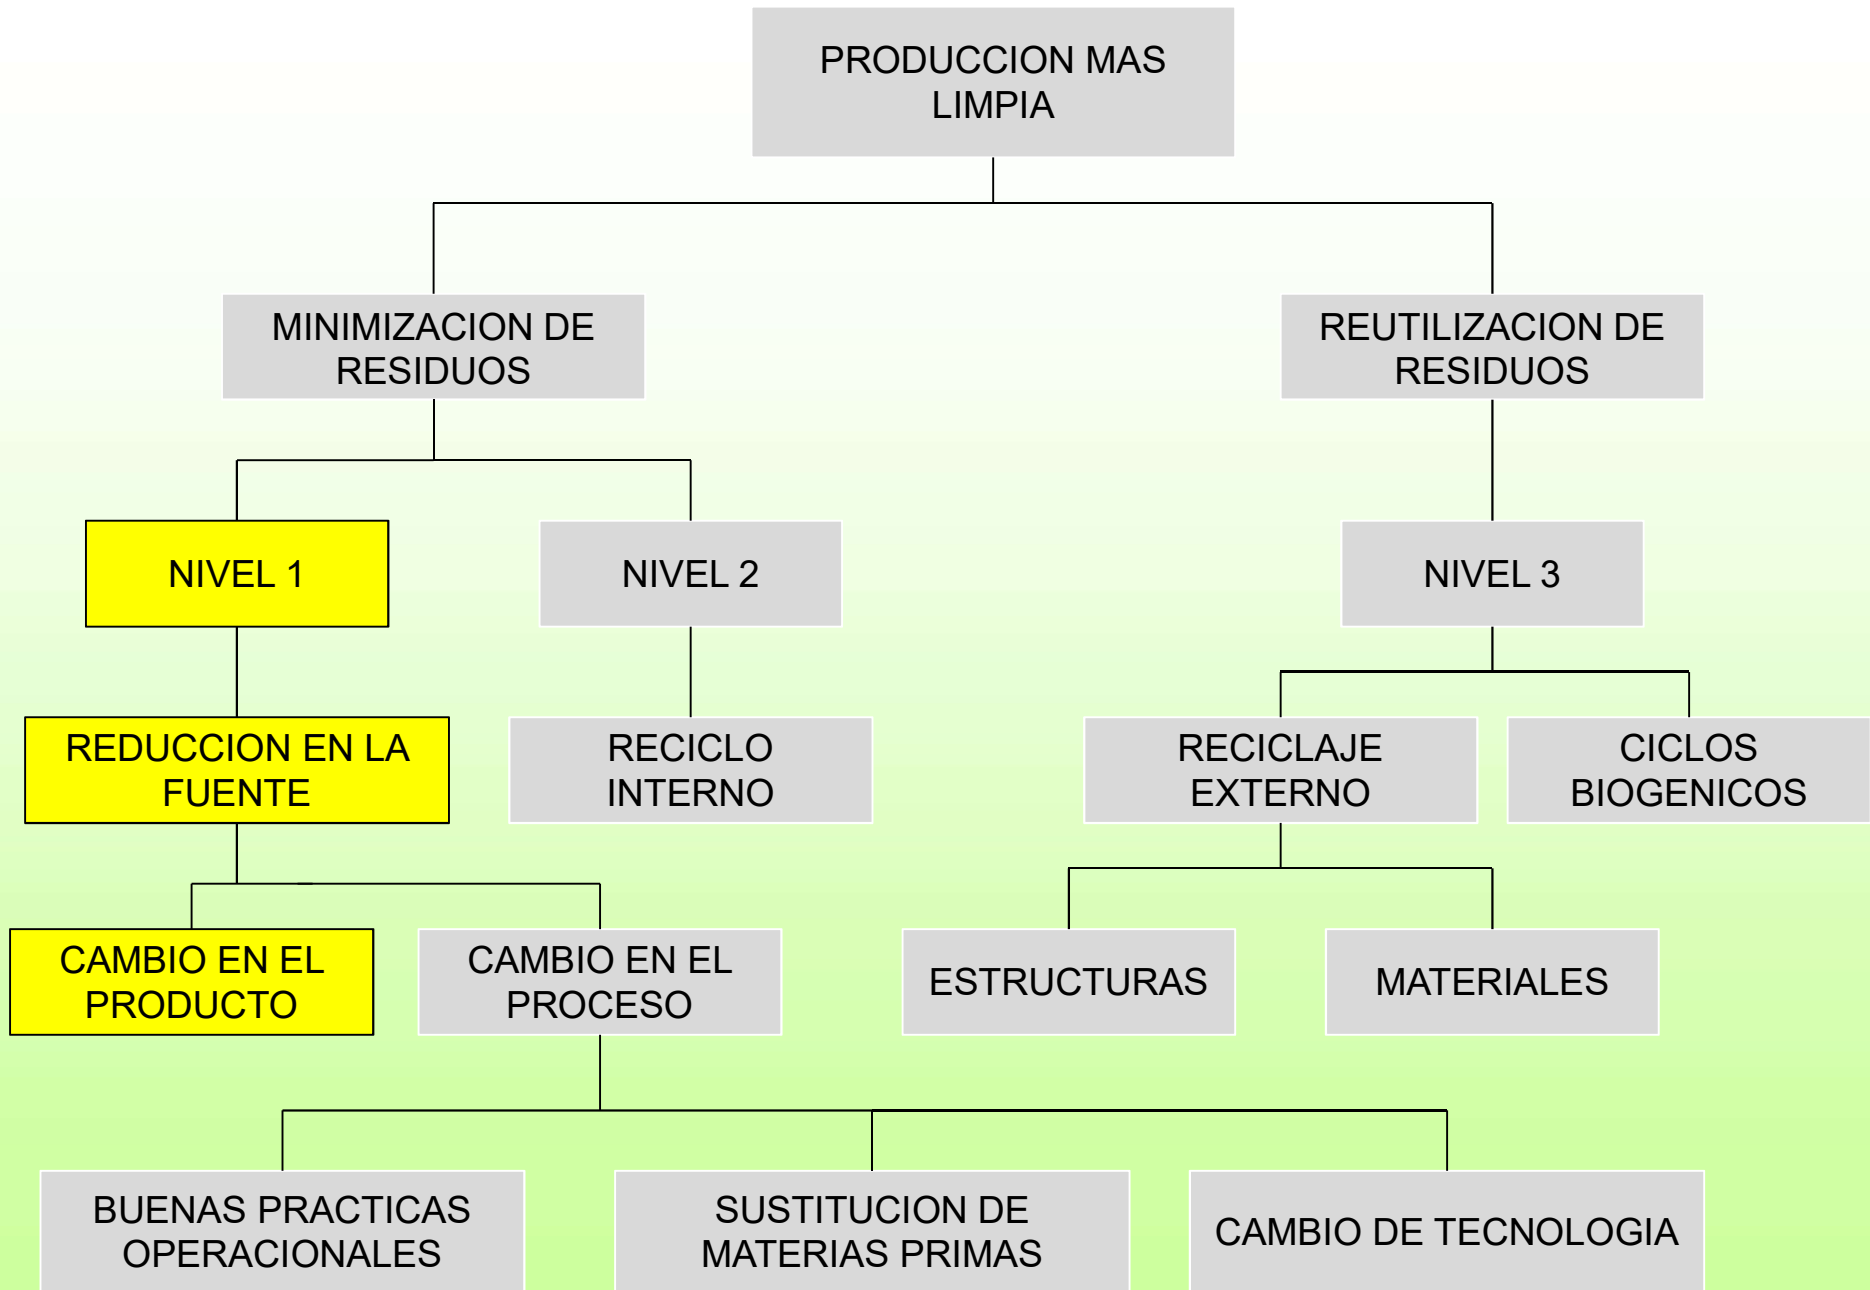 PRODUCCION MAS
LIMPIA
MINIMIZACION DE
RESIDUOS
REUTILIZACION DE
RESIDUOS
NIVEL 1
NIVEL 2
NIVEL 3
REDUCCION EN LA
FUENTE
RECICLO
INTERNO
RECICLAJE
EXTERNO
CICLOS
BIOGENICOS
CAMBIO EN EL
PRODUCTO
CAMBIO EN EL
PROCESO
ESTRUCTURAS
MATERIALES
BUENAS PRACTICAS
OPERACIONALES
SUSTITUCION DE
MATERIAS PRIMAS
CAMBIO DE TECNOLOGIA